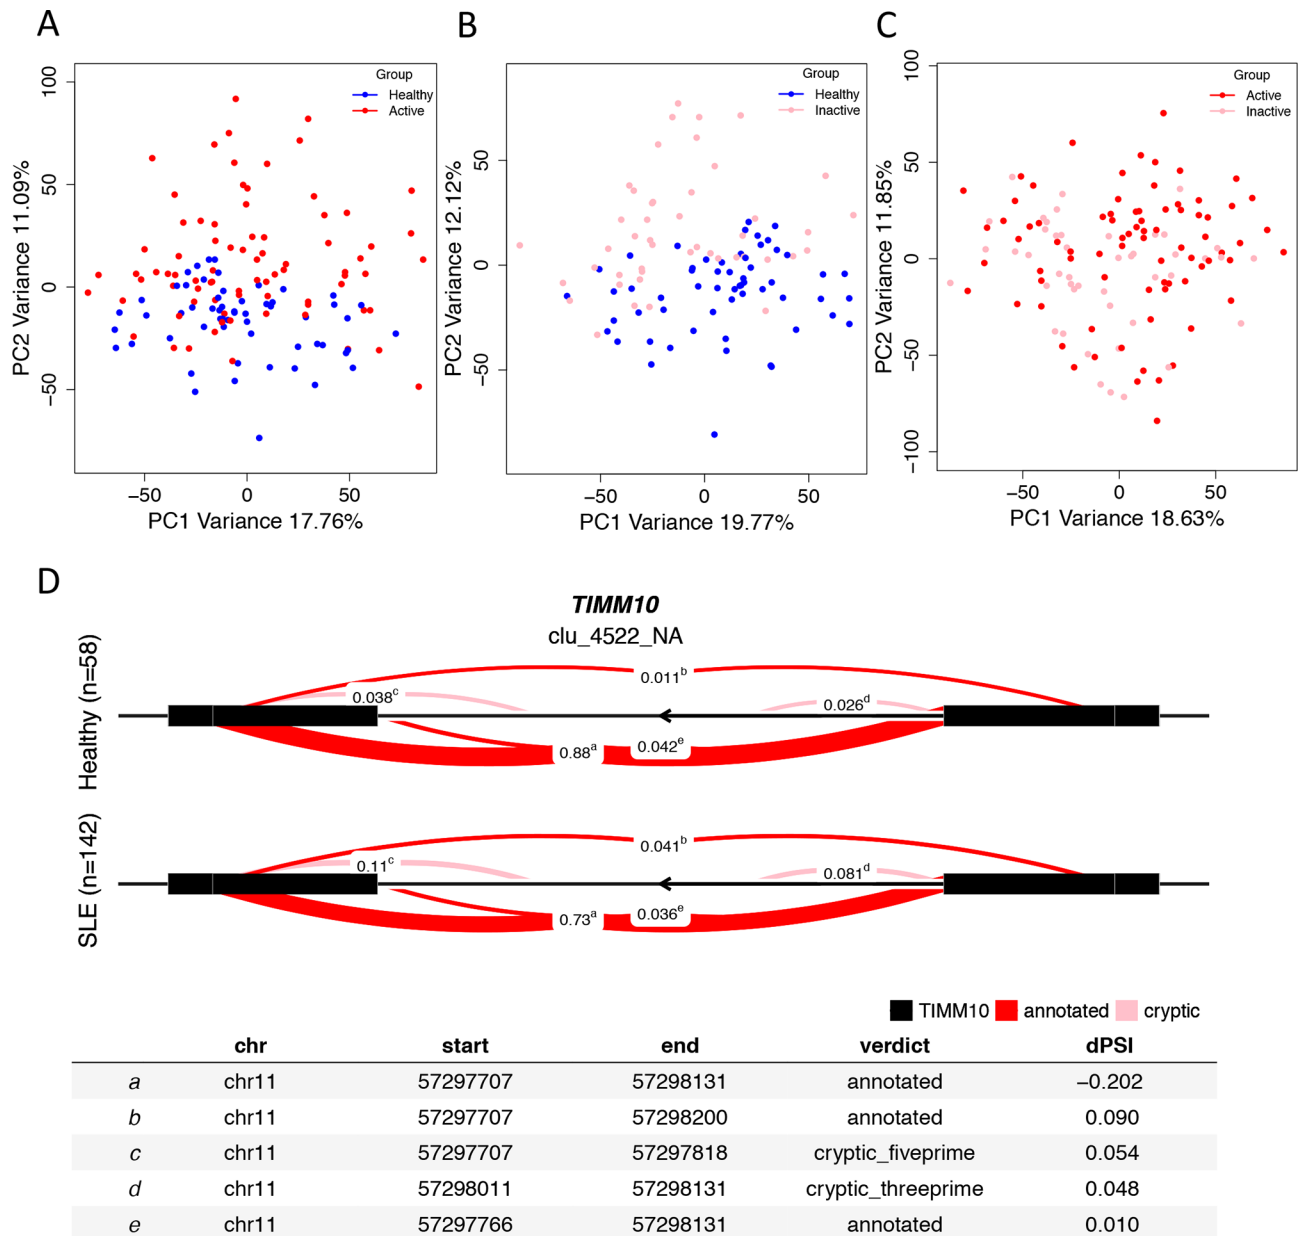 A
Group
Healthy
Active
100
50
0
−50
PC2 Variance 11.09%
−50 0 50
PC1 Variance 17.76%
B
Group
Healthy
Inactive
50
0
−50
PC2 Variance 12.12%
−50 0 50
PC1 Variance 19.77%
C
Group
Active
Inactive
100
50
0
−50
−100
PC2 Variance 11.85%
−50 0 50
PC1 Variance 18.63%
D
TIMM10
clu_4522_NA
Healthy (n=58)
0.011b
0.038c
0.026d
0.88a
0.042e
SLE (n=142)
0.041b
0.11c
0.081d
0.73a
0.036e
TIMM10 annotated cryptic
chr start end verdict dPSI
a chr11 57297707 57298131 annotated −0.202
b chr11 57297707 57298200 annotated 0.090
c chr11 57297707 57297818 cryptic_fiveprime 0.054
d chr11 57298011 57298131 cryptic_threeprime 0.048
e chr11 57297766 57298131 annotated 0.010